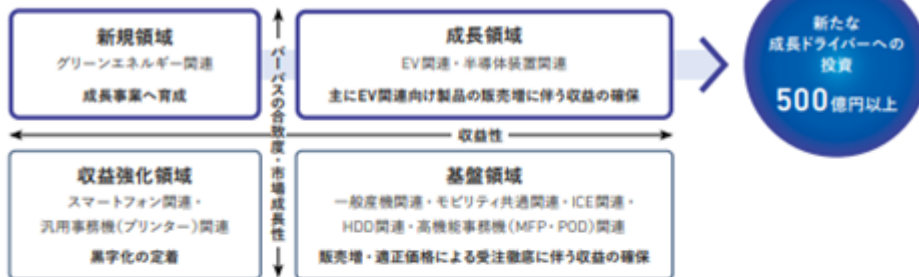 新規領域
グリーンエネルギー関連
成長事業へ育成
パーパスの合致度・市場成長性
成長領域
EV関連・半導体装置関連
主にEV関連向け製品の販売増に伴う収益の確保
新たな
成長ドライバーへの
投資
500億円以上
収益性
収益強化領域
スマートフォン関連・
汎用事務機(プリンター)関連
黒字化の定着
基盤領域
一般産機関連・モビリティ共通関連・ICE関連・
HDD関連・高機能事務機(MFP・POD)関連
販売増・適正価格による受注徹底に伴う収益の確保